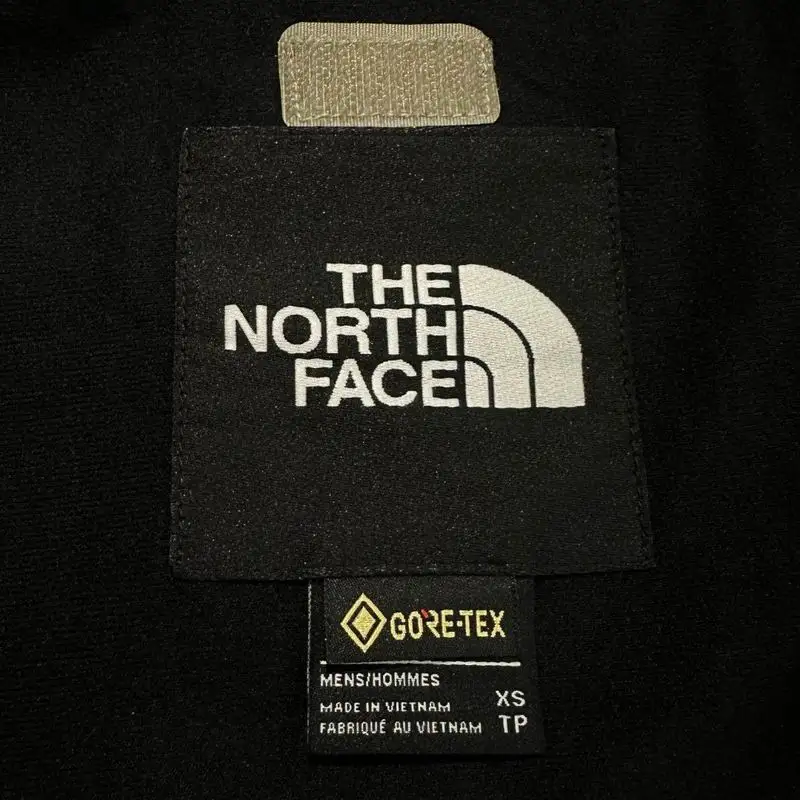 THE
NORTH
FACE
GORE-TEX
MENS/HOMMES
MADE IN VIETNAM XS
FABRIQUÉ AU VIETNAM TP